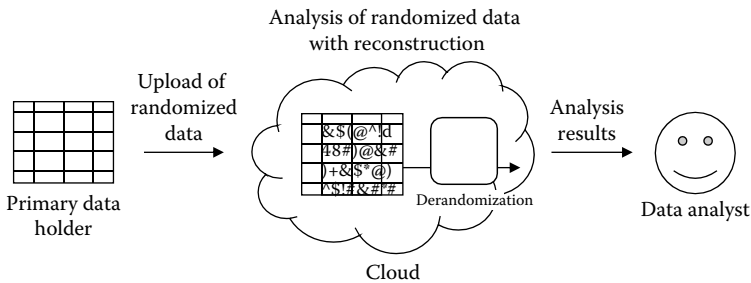 Analysis of randomized data
with reconstruction
Upload of
randomized
data
&$(@^!d
48#)@&#
)+&$*@)
^$!#&#*#
Derandomization
Analysis
results
Primary data
holder
Data analyst
Cloud